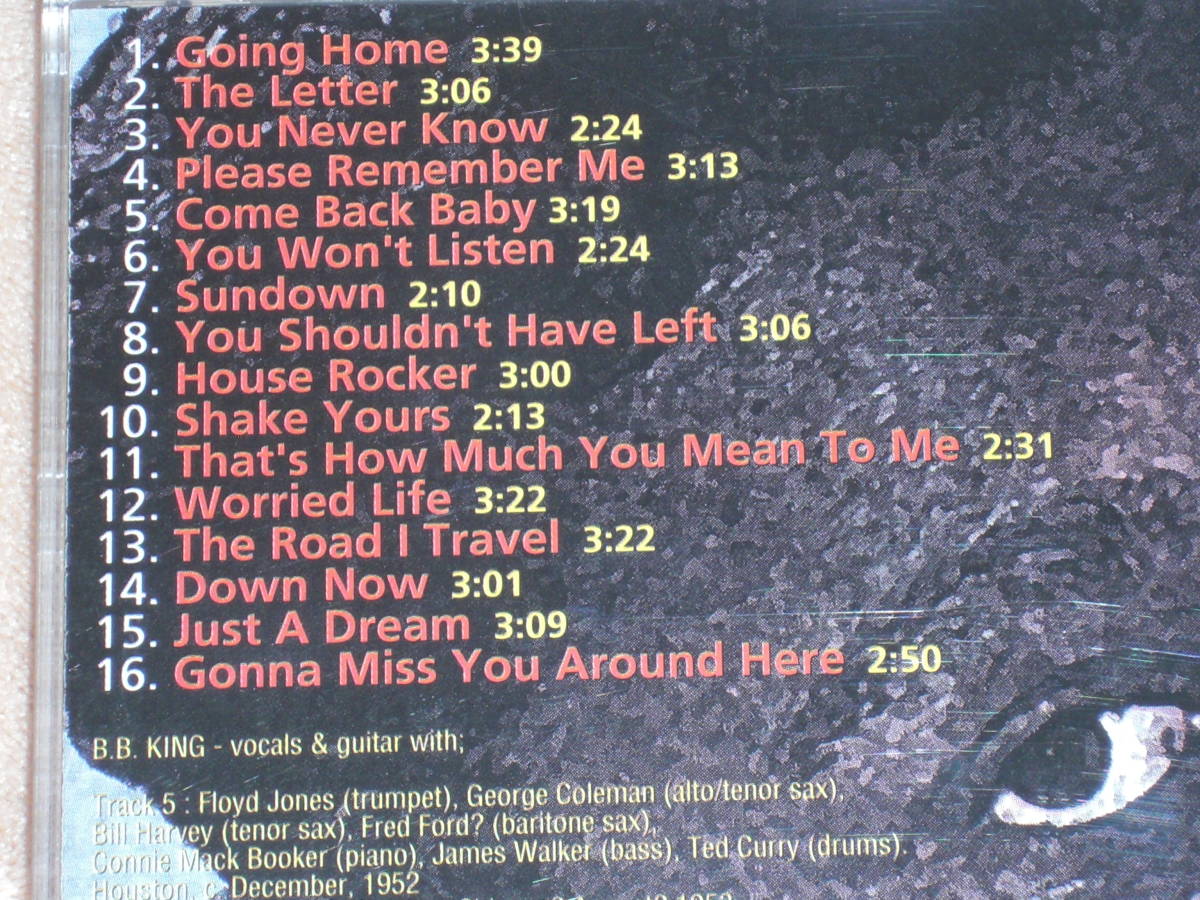 1. Going Home 3:39
2. The Letter 3:06
3. You Never Know 2:24
4. Please Remember Me 3:13
5. Come Back Baby 3:19
6. You Won't Listen 2:24
7. Sundown 2:10
8. You Shouldn't Have Left 3:06
9. House Rocker 3:00
10. Shake Yours 2:13
11. That's How Much You Mean To Me 2:31
12. Worried Life 3:22
13. The Road I Travel 3:22
14. Down Now 3:01
15. Just A Dream 3:09
16. Gonna Miss You Around Here 2:50
B.B. KING - vocals & guitar with;
Track 5 : Floyd Jones (trumpet), George Coleman (alto/tenor sax),
Bill Harvey (tenor sax), Fred Ford? (baritone sax),
Connie Mack Booker (piano), James Walker (bass), Ted Curry (drums).
Houston, c. December, 1952